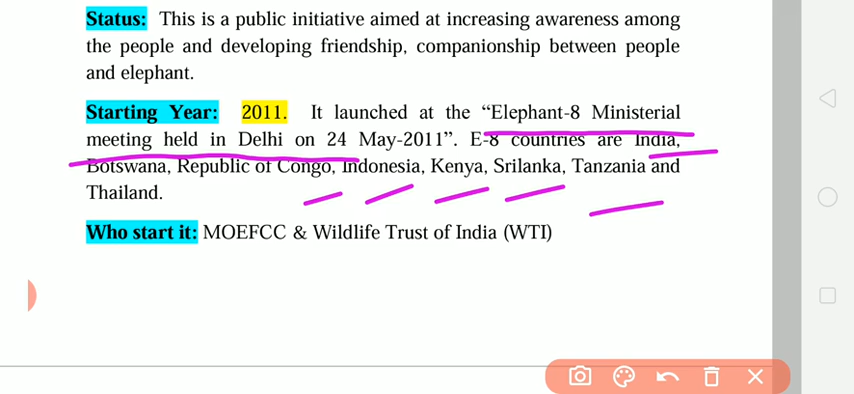 Status: This is a public initiative aimed at increasing awareness among
the people and developing friendship, companionship between people
and elephant.
Starting Year: 2011. It launched at the “Elephant-8 Ministerial
meeting held in Delhi on 24 May-2011”. E-8 countries are India,
Botswana, Republic of Congo, Indonesia, Kenya, Srilanka, Tanzania and
Thailand.
Who start it: MOEFCC & Wildlife Trust of India (WTI)